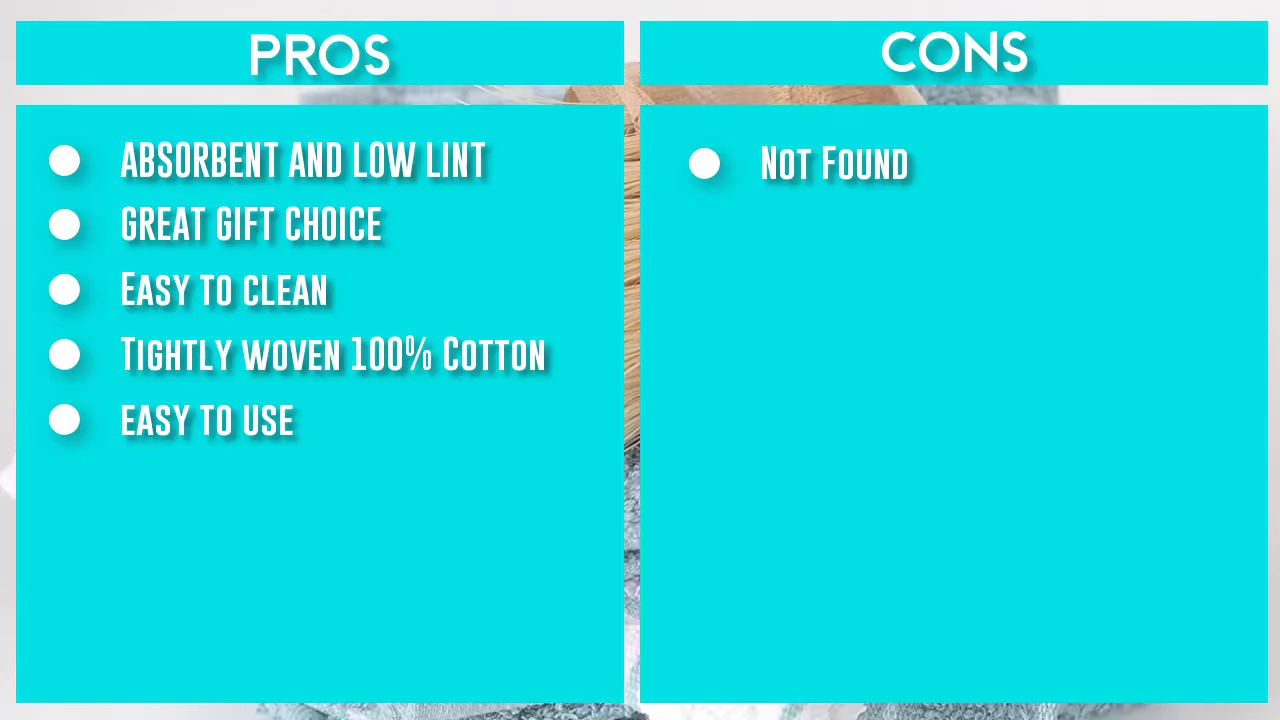 PROS
ABSORBENT AND LOW LINT
GREAT GIFT CHOICE
Easy to clean
Tightly woven 100% Cotton
easy to use
CONS
Not Found